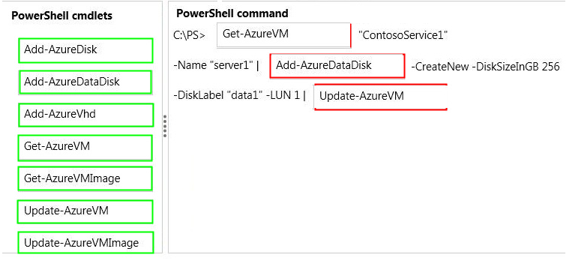 PowerShell cmdlets
Add-AzureDisk
Add-AzureDataDisk
Add-AzureVhd
Get-AzureVM
Get-AzureVMImage
Update-AzureVM
Update-AzureVMImage
PowerShell command
C:\PS> Get-AzureVM "ContosoService1"
-Name "server1" | Add-AzureDataDisk -CreateNew -DiskSizeInGB 256
-DiskLabel "data1" -LUN 1 | Update-AzureVM